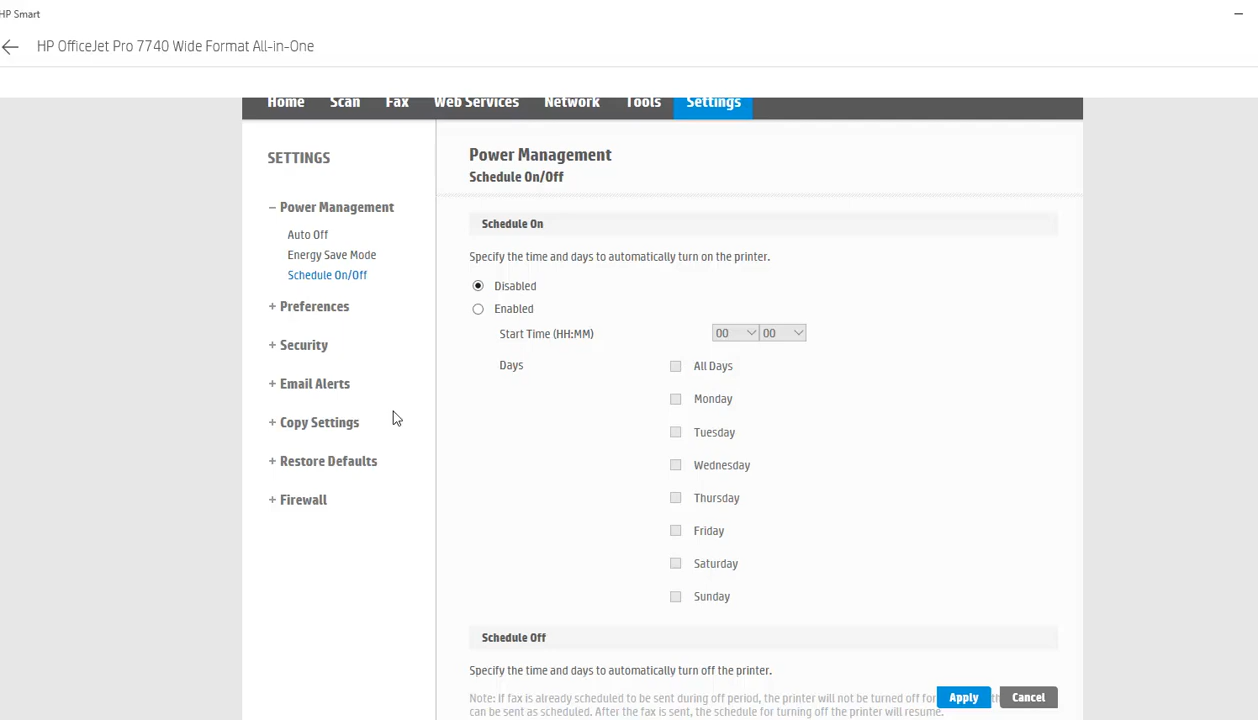 HP Smart
HP OfficeJet Pro 7740 Wide Format All-in-One
Home Scan Fax Web Services Network Tools Settings
SETTINGS
− Power Management
Auto Off
Energy Save Mode
Schedule On/Off
+ Preferences
+ Security
+ Email Alerts
+ Copy Settings
+ Restore Defaults
+ Firewall
Power Management
Schedule On/Off
Schedule On
Specify the time and days to automatically turn on the printer.
Disabled
Enabled
Start Time (HH:MM) 00 00
Days
All Days
Monday
Tuesday
Wednesday
Thursday
Friday
Saturday
Sunday
Schedule Off
Specify the time and days to automatically turn off the printer.
Note: If fax is already scheduled to be sent during off period, the printer will not be turned off for
can be sent as scheduled. After the fax is sent, the schedule for turning off the printer will resume.
Apply Cancel